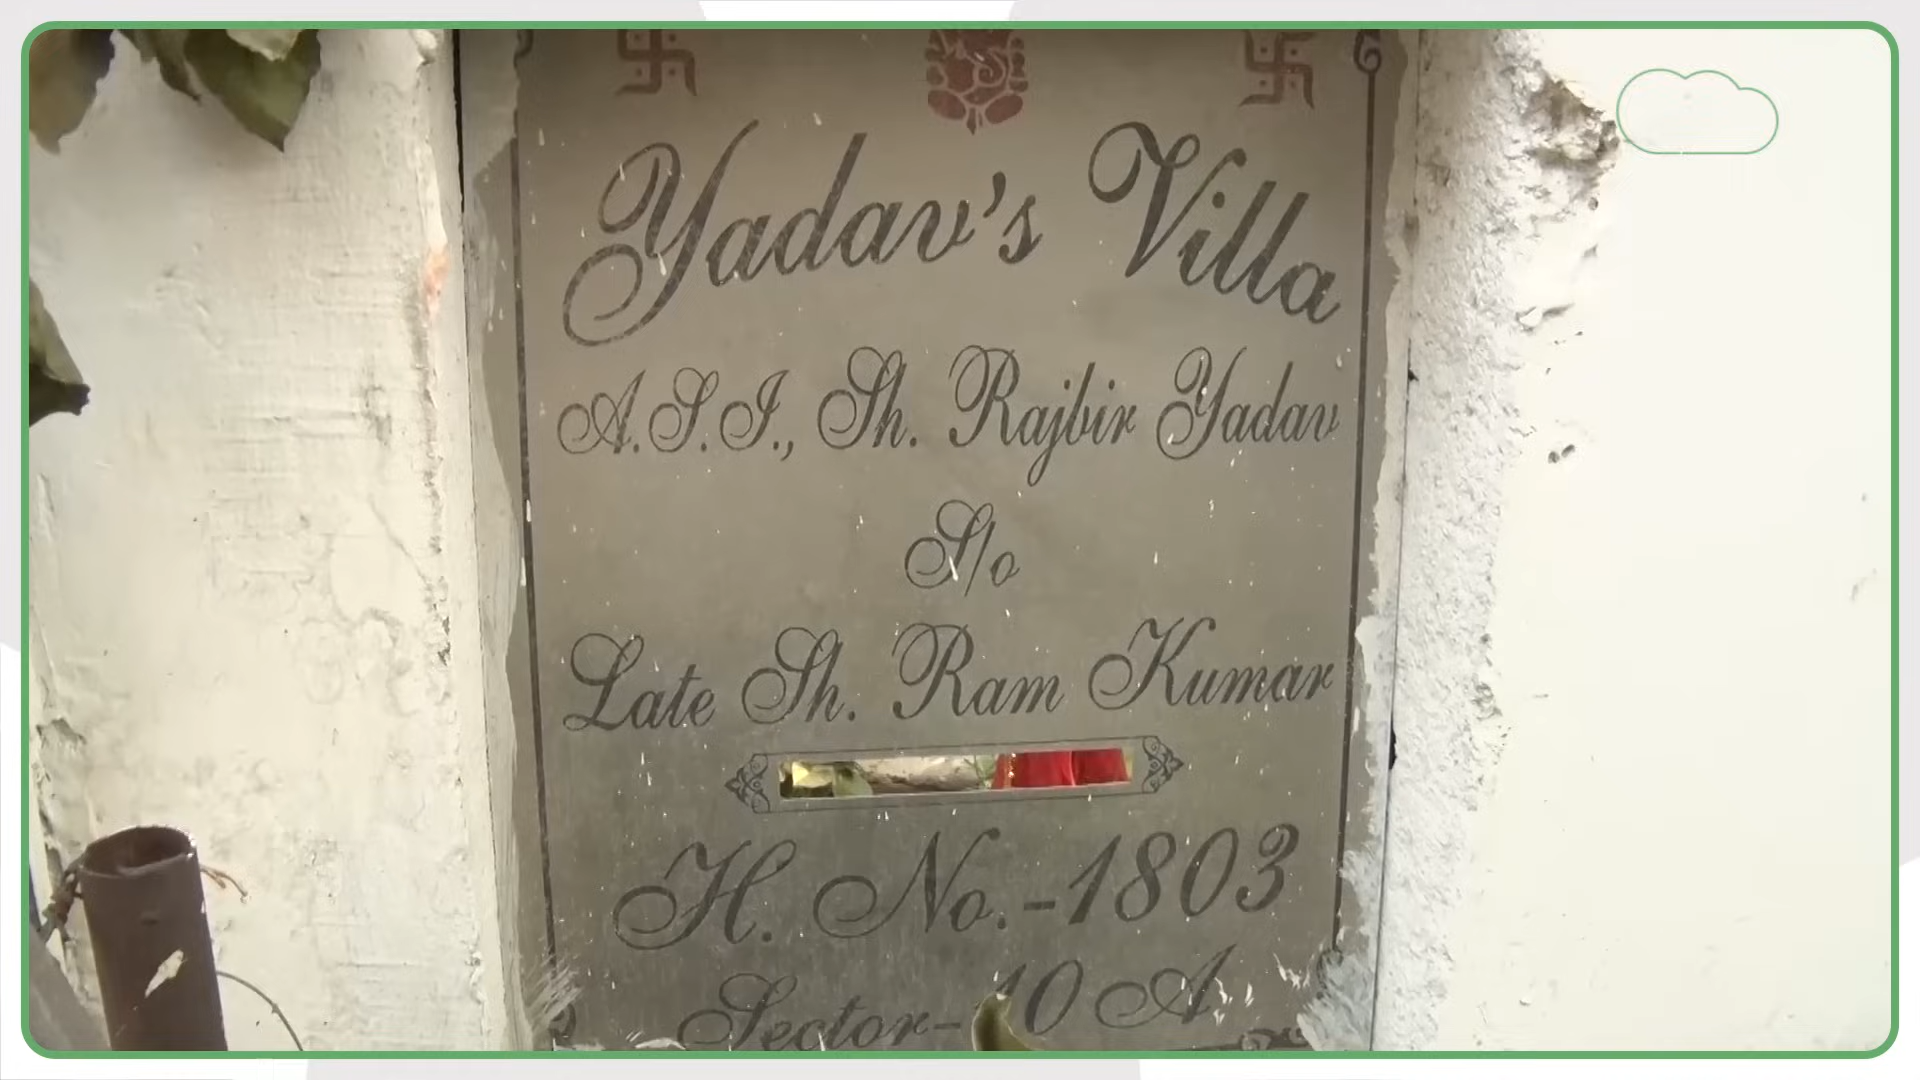 Yadav's Villa
A.S.I., Sh. Rajbir Yadav
S/o
Late Sh. Ram Kumar
H. No.-1803
Sector-10 A